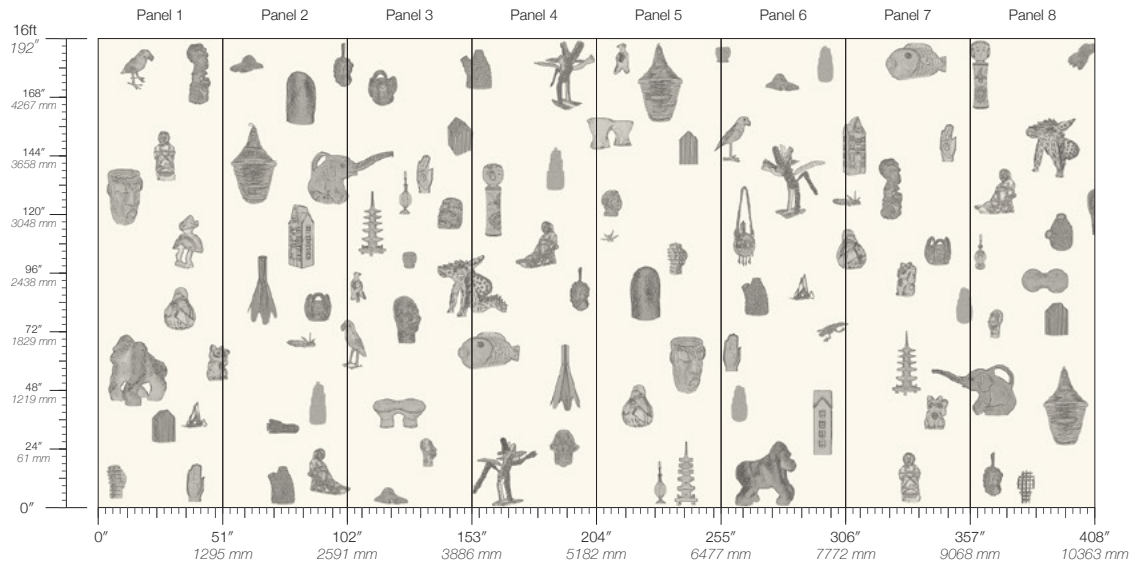 Panel 1 Panel 2 Panel 3 Panel 4 Panel 5 Panel 6 Panel 7 Panel 8
16ft
192″
168″
4267 mm
144″
3658 mm
120″
3048 mm
96″
2438 mm
72″
1829 mm
48″
1219 mm
24″
61 mm
0″
0″ 51″ 102″ 153″ 204″ 255″ 306″ 357″ 408″
1295 mm 2591 mm 3886 mm 5182 mm 6477 mm 7772 mm 9068 mm 10363 mm